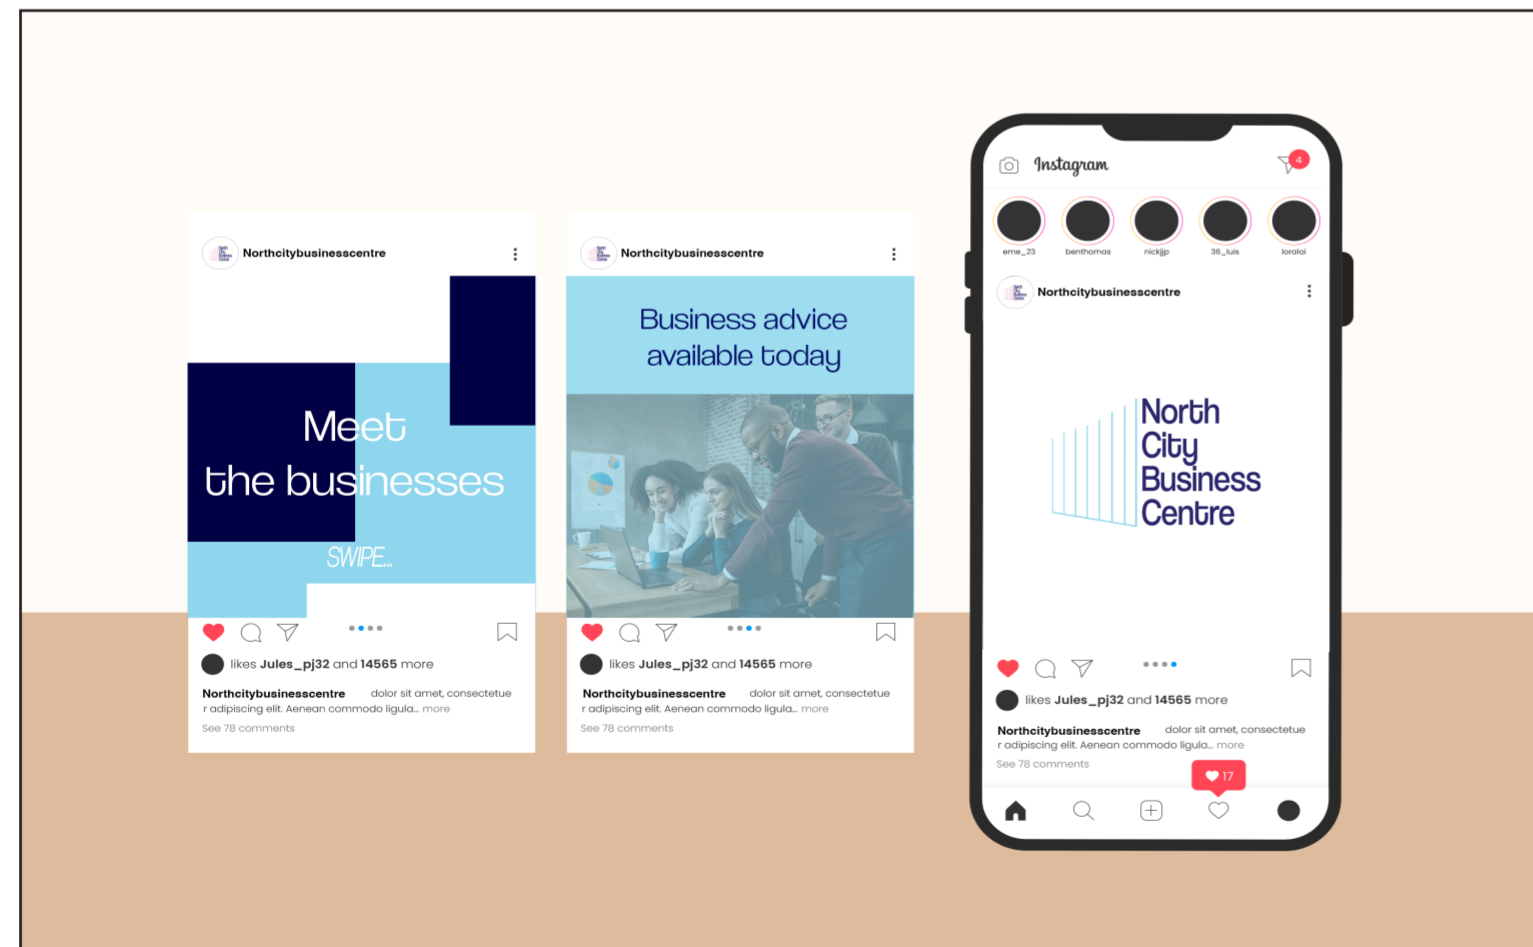 Northcitybusinesscentre
Meet
the businesses
SWIPE...
likes Jules_pj32 and 14565 more
Northcitybusinesscentre dolor sit amet, consectetue
r adipiscing elit. Aenean commodo ligula... more
See 78 comments
Northcitybusinesscentre
Business advice
available today
likes Jules_pj32 and 14565 more
Northcitybusinesscentre dolor sit amet, consectetue
r adipiscing elit. Aenean commodo ligula... more
See 78 comments
Instagram
4
eme_23
benthomas
nickjjp
36_luis
loralai
Northcitybusinesscentre
North
City
Business
Centre
likes Jules_pj32 and 14565 more
Northcitybusinesscentre dolor sit amet, consectetue
r adipiscing elit. Aenean commodo ligula... more
See 78 comments
17